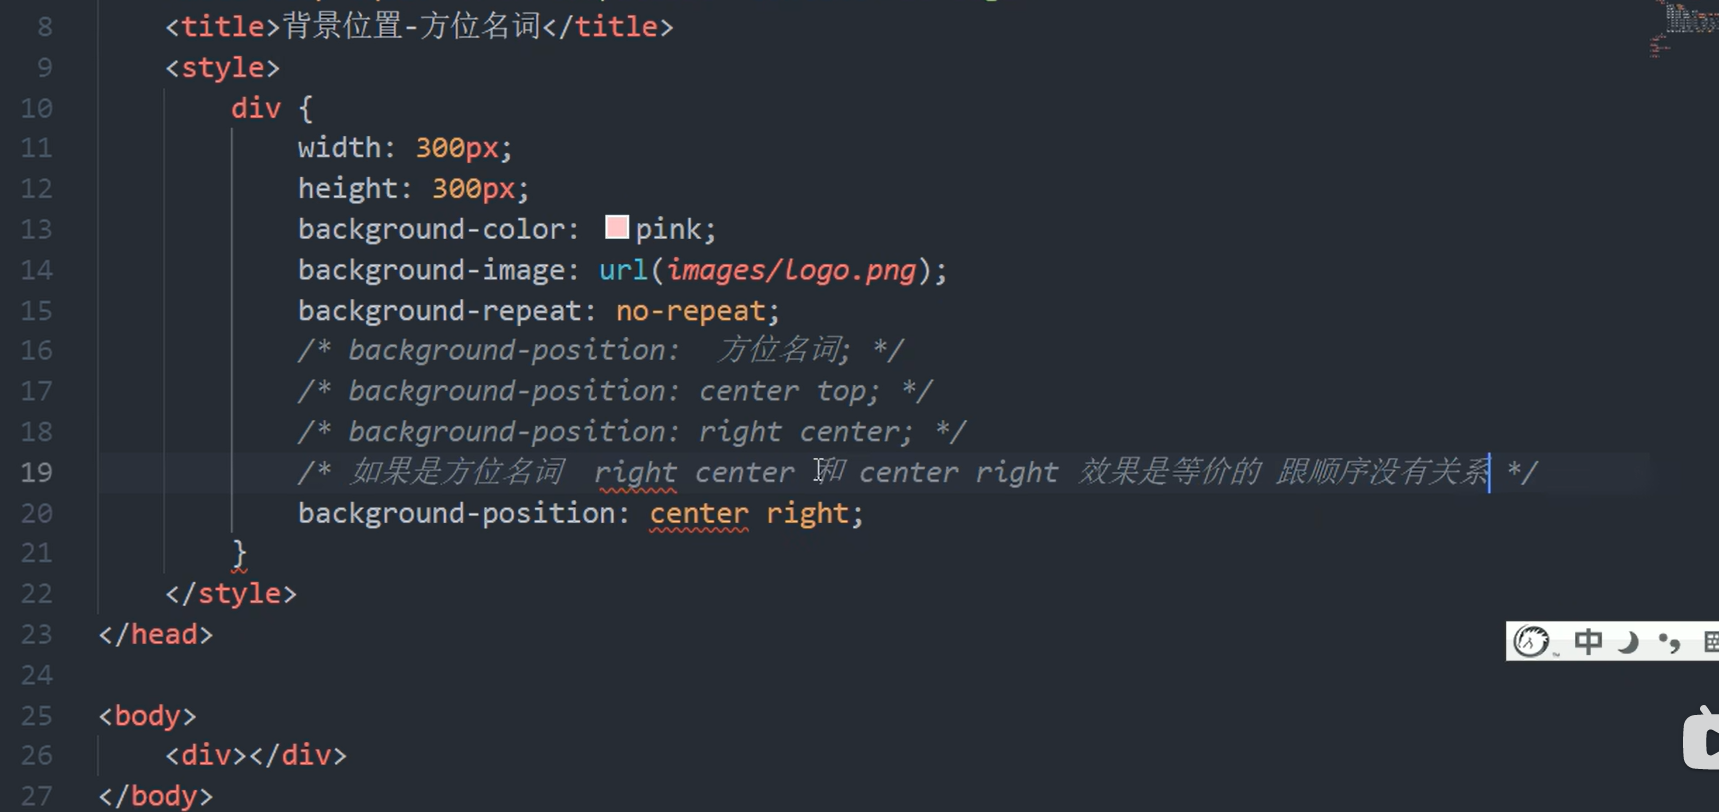 8 <title>背景位置-方位名词</title>
9 <style>
10 div {
11 width: 300px;
12 height: 300px;
13 background-color: pink;
14 background-image: url(images/logo.png);
15 background-repeat: no-repeat;
16 /* background-position:  方位名词; */
17 /* background-position: center top; */
18 /* background-position: right center; */
19 /* 如果是方位名词  right center 和 center right 效果是等价的 跟顺序没有关系 */
20 background-position: center right;
21 }
22 </style>
23 </head>
24
中
25 <body>
26 <div></div>
27 </body>